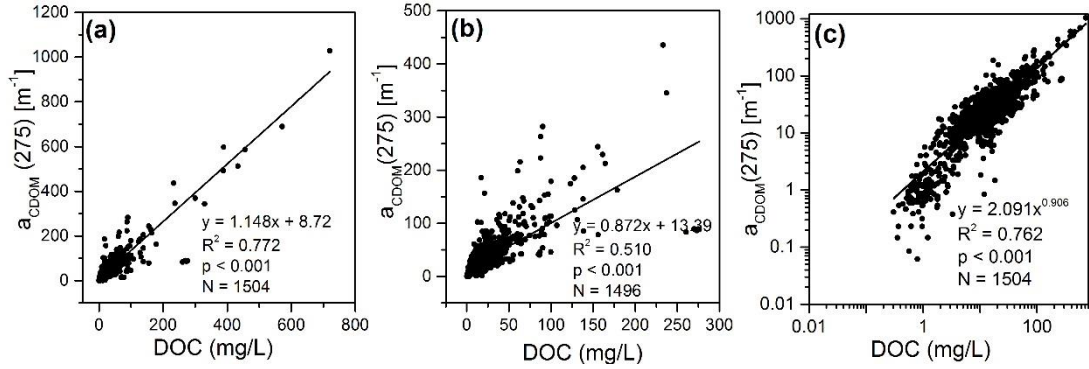 (a)
1200
1000
800
600
400
200
0
a_CDOM(275) [m⁻¹]
y = 1.148x + 8.72
R² = 0.772
p < 0.001
N = 1504
0 200 400 600 800
DOC (mg/L)
(b)
500
400
300
200
100
0
a_CDOM(275) [m⁻¹]
y = 0.872x + 13.39
R² = 0.510
p < 0.001
N = 1496
0 50 100 150 200 250 300
DOC (mg/L)
(c)
1000
100
10
1
0.1
0.01
a_CDOM(275) [m⁻¹]
y = 2.091x^0.906
R² = 0.762
p < 0.001
N = 1504
0.01 1 100
DOC (mg/L)